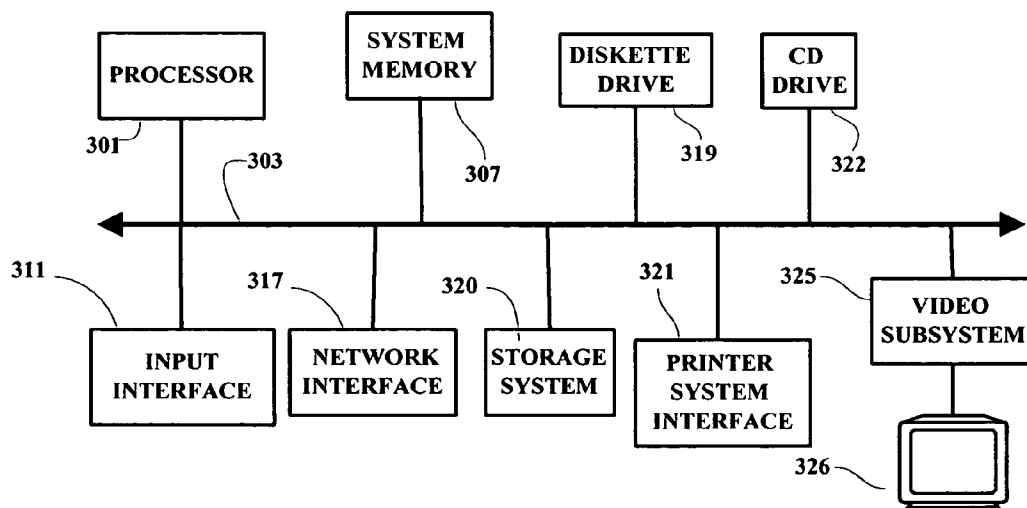 PROCESSOR
301
SYSTEM
MEMORY
307
DISKETTE
DRIVE
319
CD
DRIVE
322
303
311
INPUT
INTERFACE
317
NETWORK
INTERFACE
320
STORAGE
SYSTEM
321
PRINTER
SYSTEM
INTERFACE
325
VIDEO
SUBSYSTEM
326